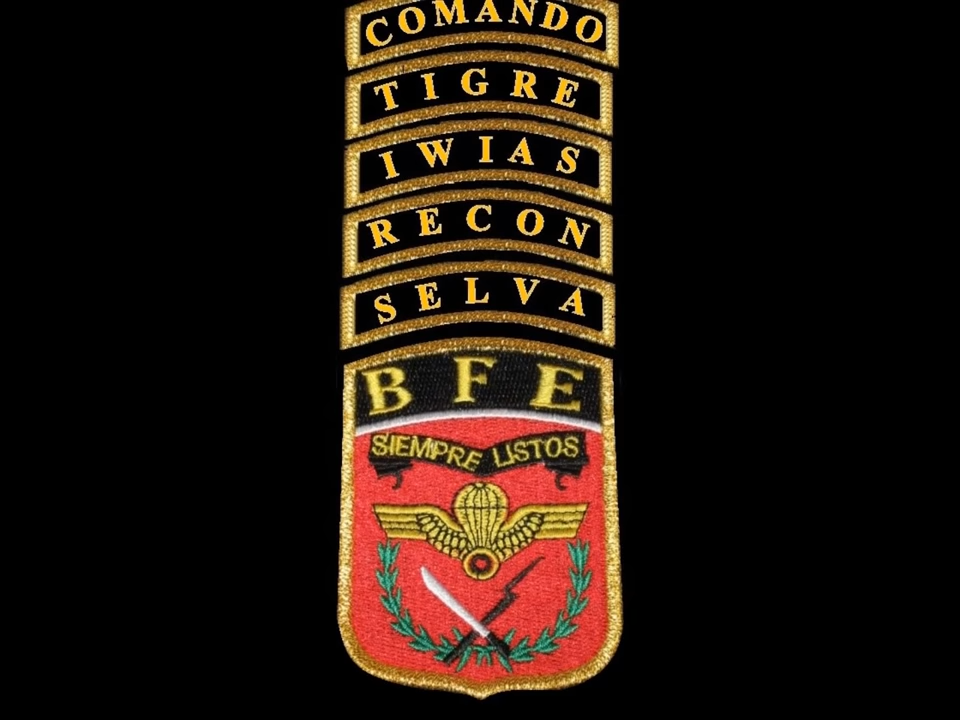 COMANDO
TIGRE
IWIAS
RECON
SELVA
BFE
SIEMPRE LISTOS